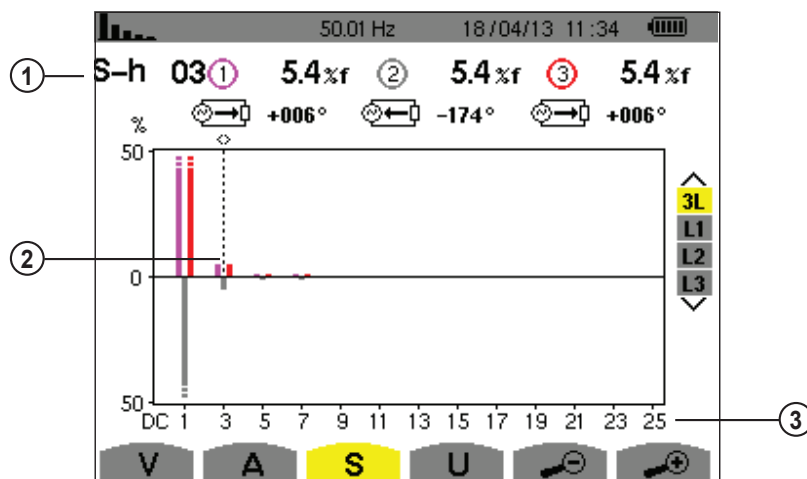 50.01 Hz 18/04/13 11:34
1 S-h 03 1 5.4%f 2 5.4%f 3 5.4%f
+006° -174° +006°
%
50
3L
L1
L2
L3
2
0
50
DC 1 3 5 7 9 11 13 15 17 19 21 23 25 3
V A S U